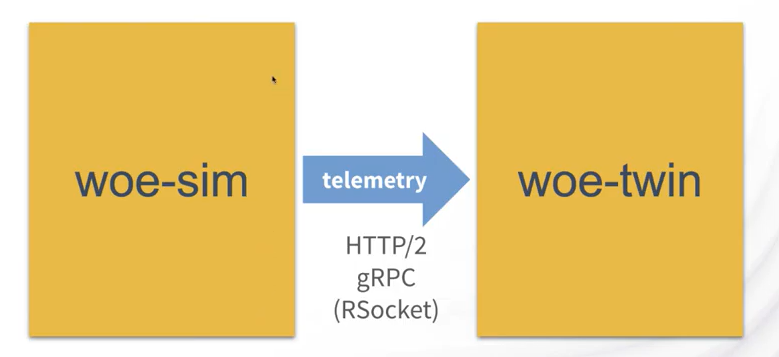 woe-sim
telemetry
HTTP/2
gRPC
(RSocket)
woe-twin